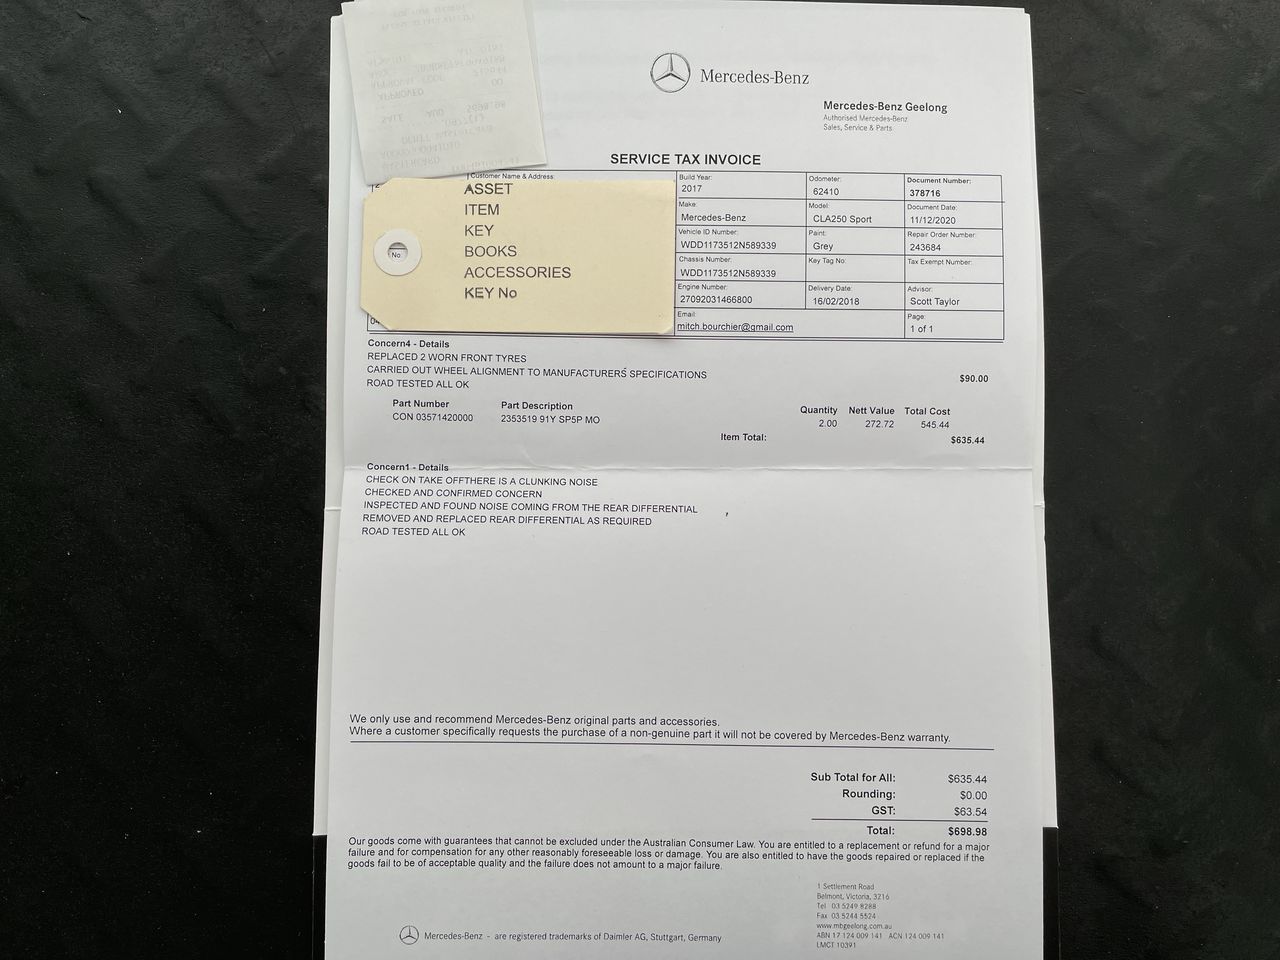 Mercedes-Benz
Mercedes-Benz Geelong
Authorised Mercedes-Benz
Sales, Service & Parts
SERVICE TAX INVOICE
Customer Name & Address:
ASSET
ITEM
KEY
BOOKS
ACCESSORIES
KEY No
No.
Build Year: Odometer: Document Number:
2017 62410 378716
Make: Model: Document Date:
Mercedes-Benz CLA250 Sport 11/12/2020
Vehicle ID Number: Paint: Repair Order Number:
WDD1173512N589339 Grey 243684
Chassis Number: Key Tag No: Tax Exempt Number:
WDD1173512N589339
Engine Number: Delivery Date: Advisor:
27092031466800 16/02/2018 Scott Taylor
Email: Page:
mitch.bourchier@gmail.com 1 of 1
Concern4 - Details
REPLACED 2 WORN FRONT TYRES
CARRIED OUT WHEEL ALIGNMENT TO MANUFACTURERS SPECIFICATIONS $90.00
ROAD TESTED ALL OK
Part Number Part Description Quantity Nett Value Total Cost
CON 03571420000 2353519 91Y SP5P MO 2.00 272.72 545.44
Item Total: $635.44
Concern1 - Details
CHECK ON TAKE OFFTHERE IS A CLUNKING NOISE
CHECKED AND CONFIRMED CONCERN
INSPECTED AND FOUND NOISE COMING FROM THE REAR DIFFERENTIAL
REMOVED AND REPLACED REAR DIFFERENTIAL AS REQUIRED
ROAD TESTED ALL OK
We only use and recommend Mercedes-Benz original parts and accessories.
Where a customer specifically requests the purchase of a non-genuine part it will not be covered by Mercedes-Benz warranty.
Sub Total for All: $635.44
Rounding: $0.00
GST: $63.54
Total: $698.98
Our goods come with guarantees that cannot be excluded under the Australian Consumer Law. You are entitled to a replacement or refund for a major
failure and for compensation for any other reasonably foreseeable loss or damage. You are also entitled to have the goods repaired or replaced if the
goods fail to be of acceptable quality and the failure does not amount to a major failure.
1 Settlement Road
Belmont, Victoria, 3216
Tel 03 5249 8288
Fax 03 5244 5524
www.mbgeelong.com.au
ABN 17 124 009 141 ACN 124 009 141
LMCT 10391
Mercedes-Benz - are registered trademarks of Daimler AG, Stuttgart, Germany